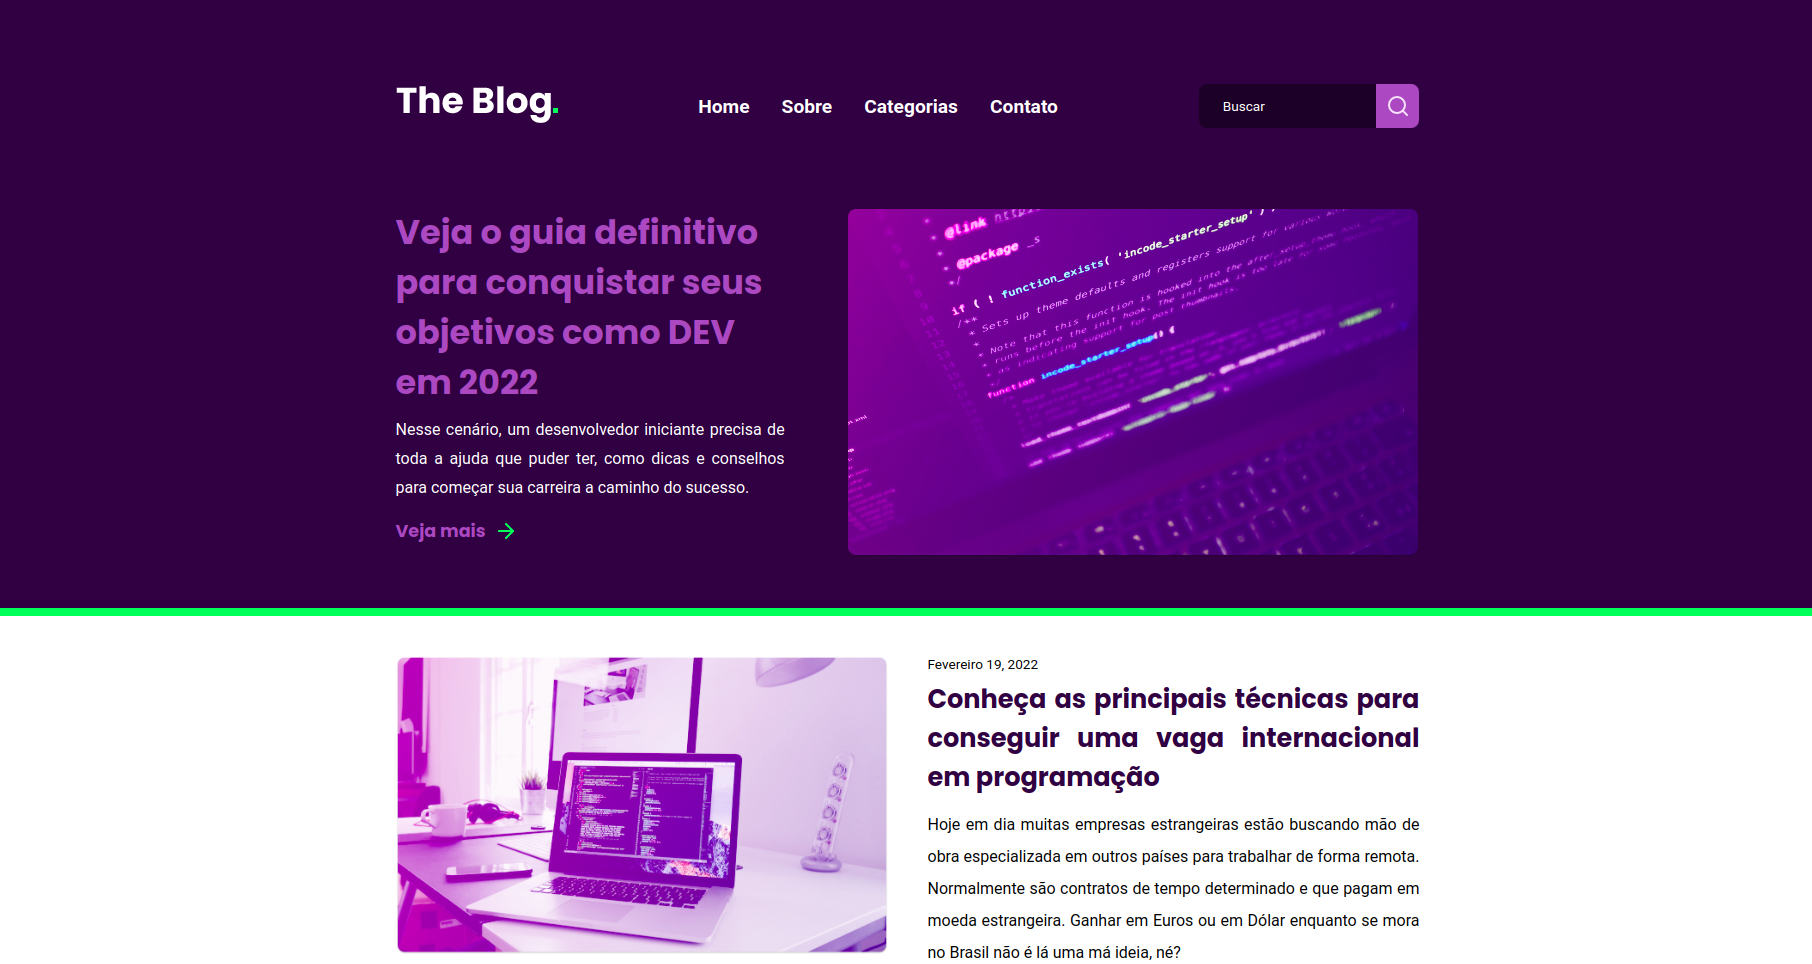 The Blog.
Home Sobre Categorias Contato
Buscar
Veja o guia definitivo
para conquistar seus
objetivos como DEV
em 2022
Nesse cenário, um desenvolvedor iniciante precisa de
toda a ajuda que puder ter, como dicas e conselhos
para começar sua carreira a caminho do sucesso.
Veja mais
* @link
* @package _s
*/
if ( ! function_exists( 'incode_starter_setup' ) ) :
/**
* Sets up theme defaults and registers support for various
* Note that this function is hooked into the after_setup_theme hook, which
* runs before the init hook. The init hook is too late for some features, such
* as indicating support for post thumbnails.
*/
function incode_starter_setup() {
Fevereiro 19, 2022
Conheça as principais técnicas para
conseguir uma vaga internacional
em programação
Hoje em dia muitas empresas estrangeiras estão buscando mão de
obra especializada em outros países para trabalhar de forma remota.
Normalmente são contratos de tempo determinado e que pagam em
moeda estrangeira. Ganhar em Euros ou em Dólar enquanto se mora
no Brasil não é lá uma má ideia, né?